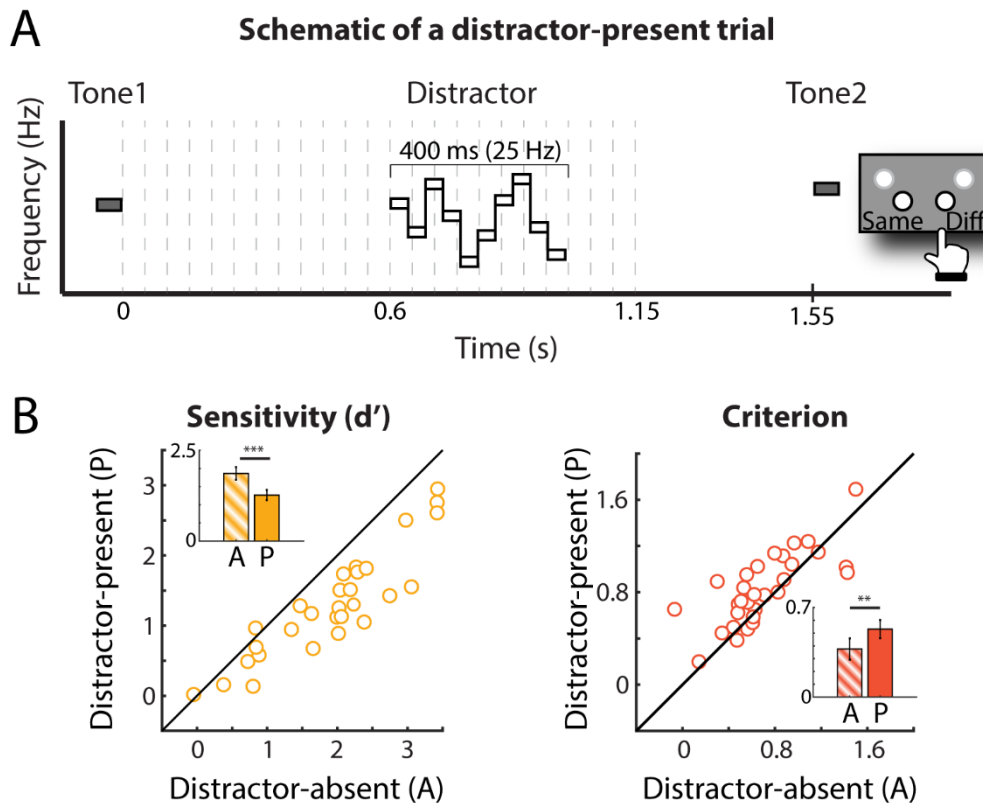 A
Schematic of a distractor-present trial
Tone1
Distractor
Tone2
Frequency (Hz)
400 ms (25 Hz)
Same
Diff
0
0.6
1.15
1.55
Time (s)
B
Sensitivity (d’)
Distractor-present (P)
3
2
1
0
0
1
2
3
Distractor-absent (A)
2.5
0
***
A
P
Criterion
Distractor-present (P)
1.6
0.8
0
0
0.8
1.6
Distractor-absent (A)
0.7
0
**
A
P